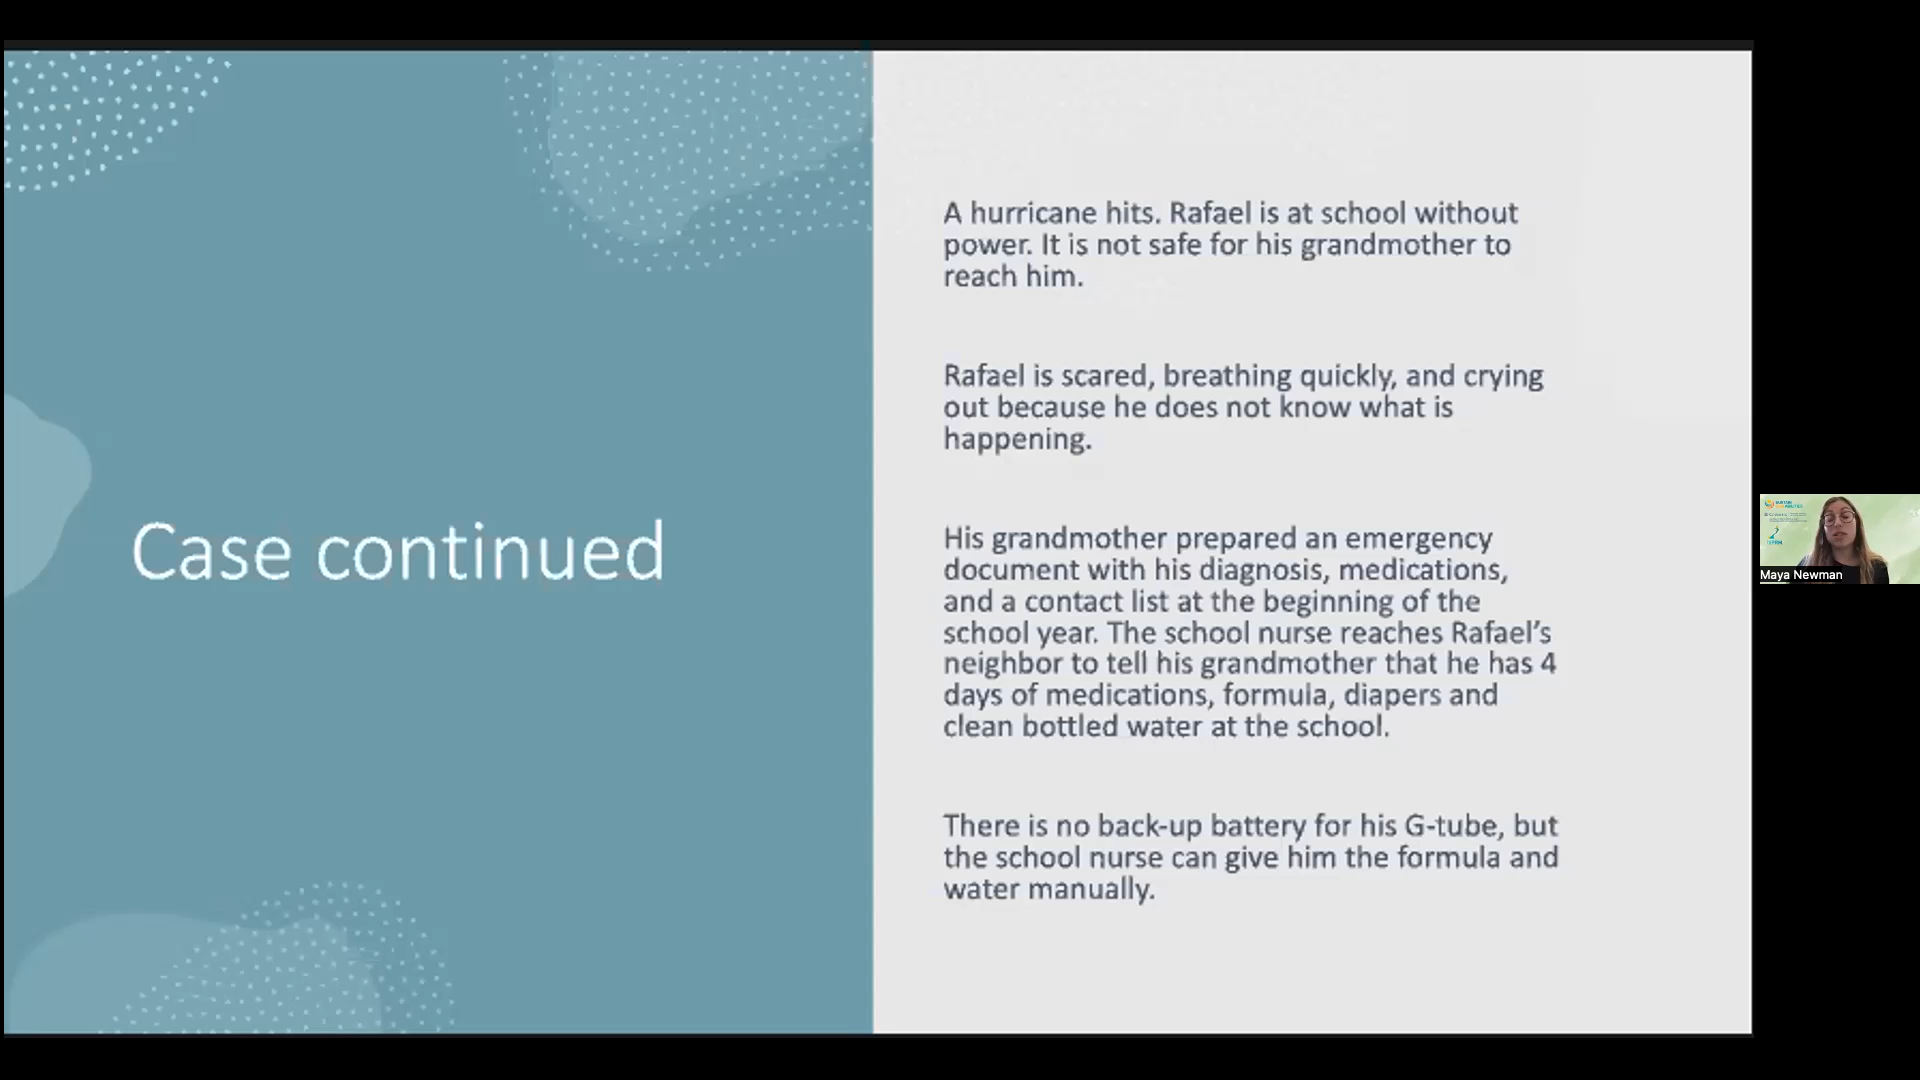 Case continued
A hurricane hits. Rafael is at school without
power. It is not safe for his grandmother to
reach him.
Rafael is scared, breathing quickly, and crying
out because he does not know what is
happening.
His grandmother prepared an emergency
document with his diagnosis, medications,
and a contact list at the beginning of the
school year. The school nurse reaches Rafael’s
neighbor to tell his grandmother that he has 4
days of medications, formula, diapers and
clean bottled water at the school.
There is no back-up battery for his G-tube, but
the school nurse can give him the formula and
water manually.
Maya Newman